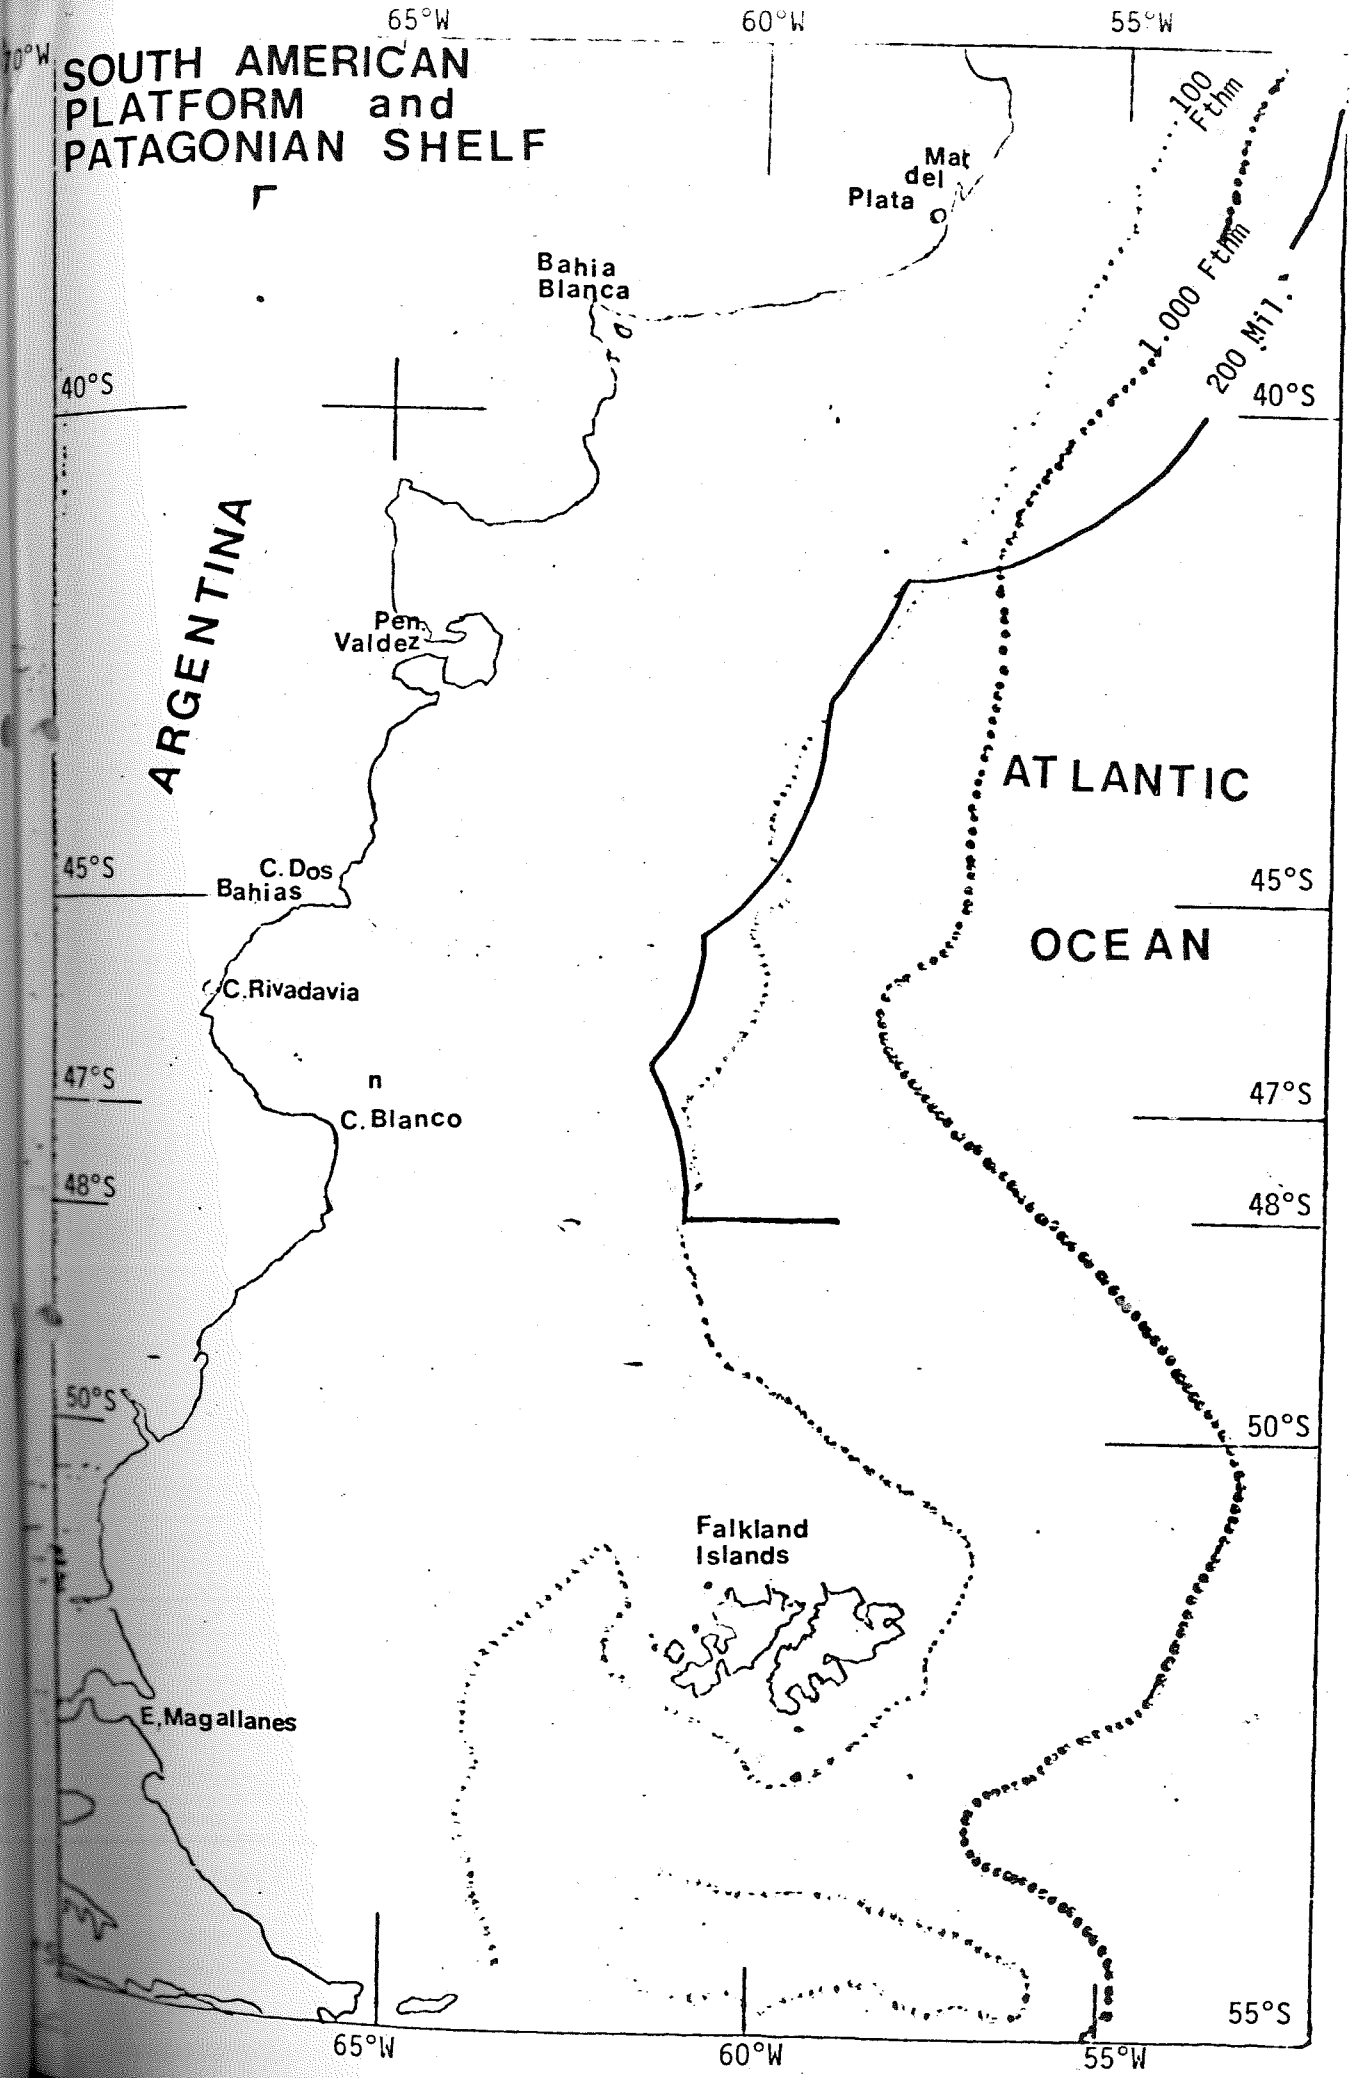 65°W
60°W
55°W
70°W
SOUTH AMERICAN
PLATFORM and
PATAGONIAN SHELF
100
Fthm
Mar
del
Plata
Bahia
Blanca
1.000 Fthm
200 Mil.
40°S
40°S
ARGENTINA
Pen.
Valdez
ATLANTIC
45°S
C. Dos
Bahias
45°S
OCEAN
C. Rivadavia
47°S
n
C. Blanco
47°S
48°S
48°S
50°S
50°S
Falkland
Islands
E. Magallanes
55°S
65°W
60°W
55°W